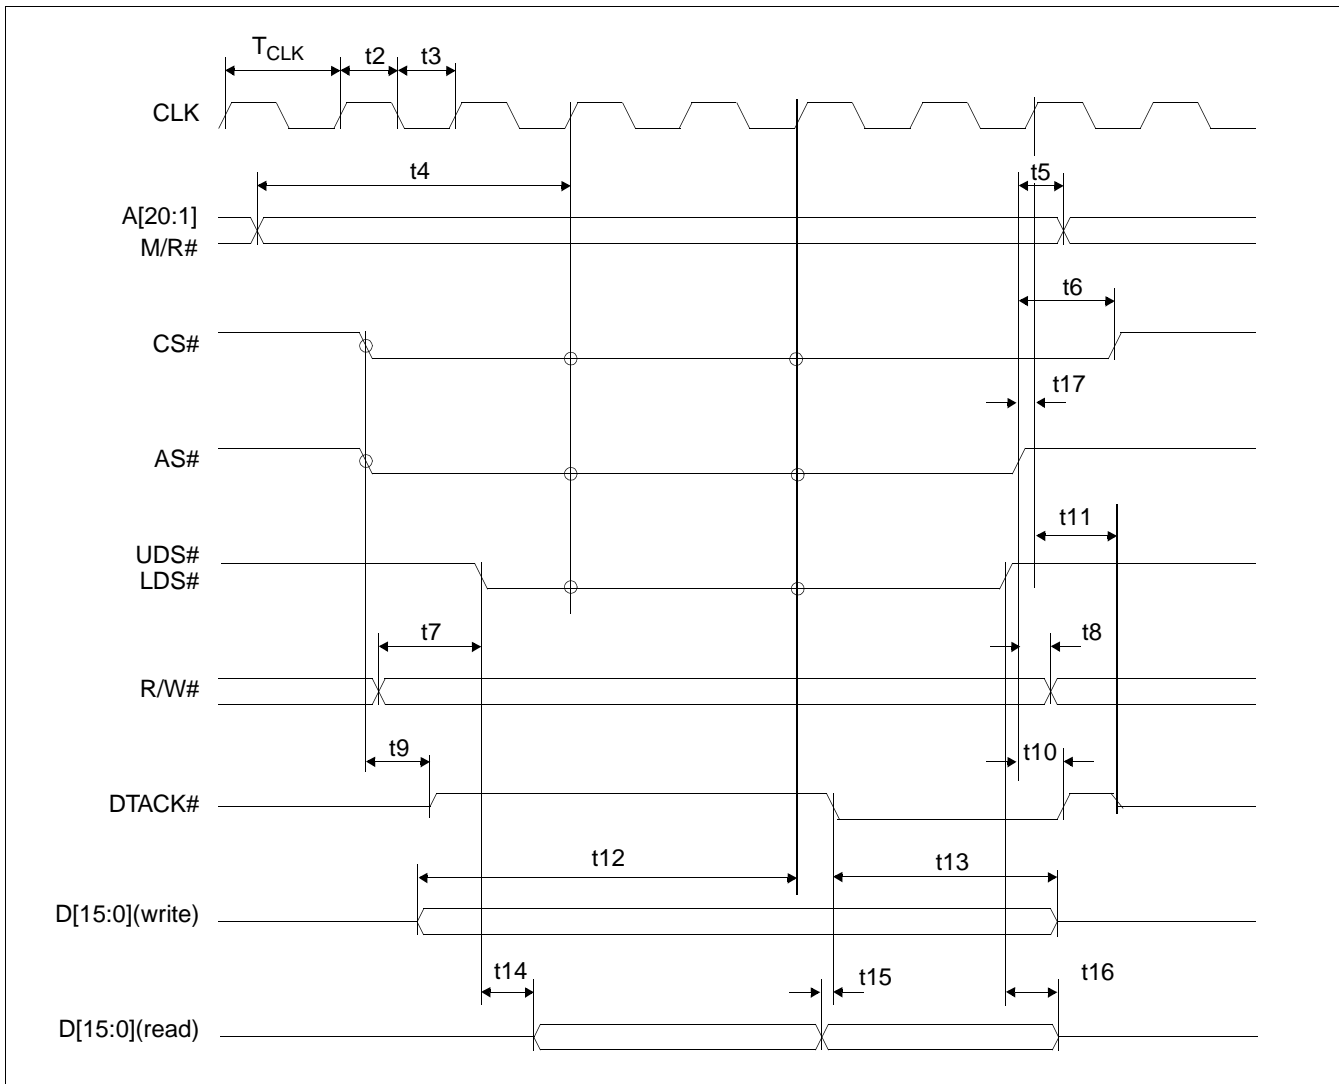 TCLK t2 t3
CLK
t4 t5
A[20:1]
M/R#
t6
CS#
t17
AS#
t11
UDS#
LDS#
t7 t8
R/W#
t9 t10
DTACK#
t12 t13
D[15:0](write)
t14 t15 t16
D[15:0](read)